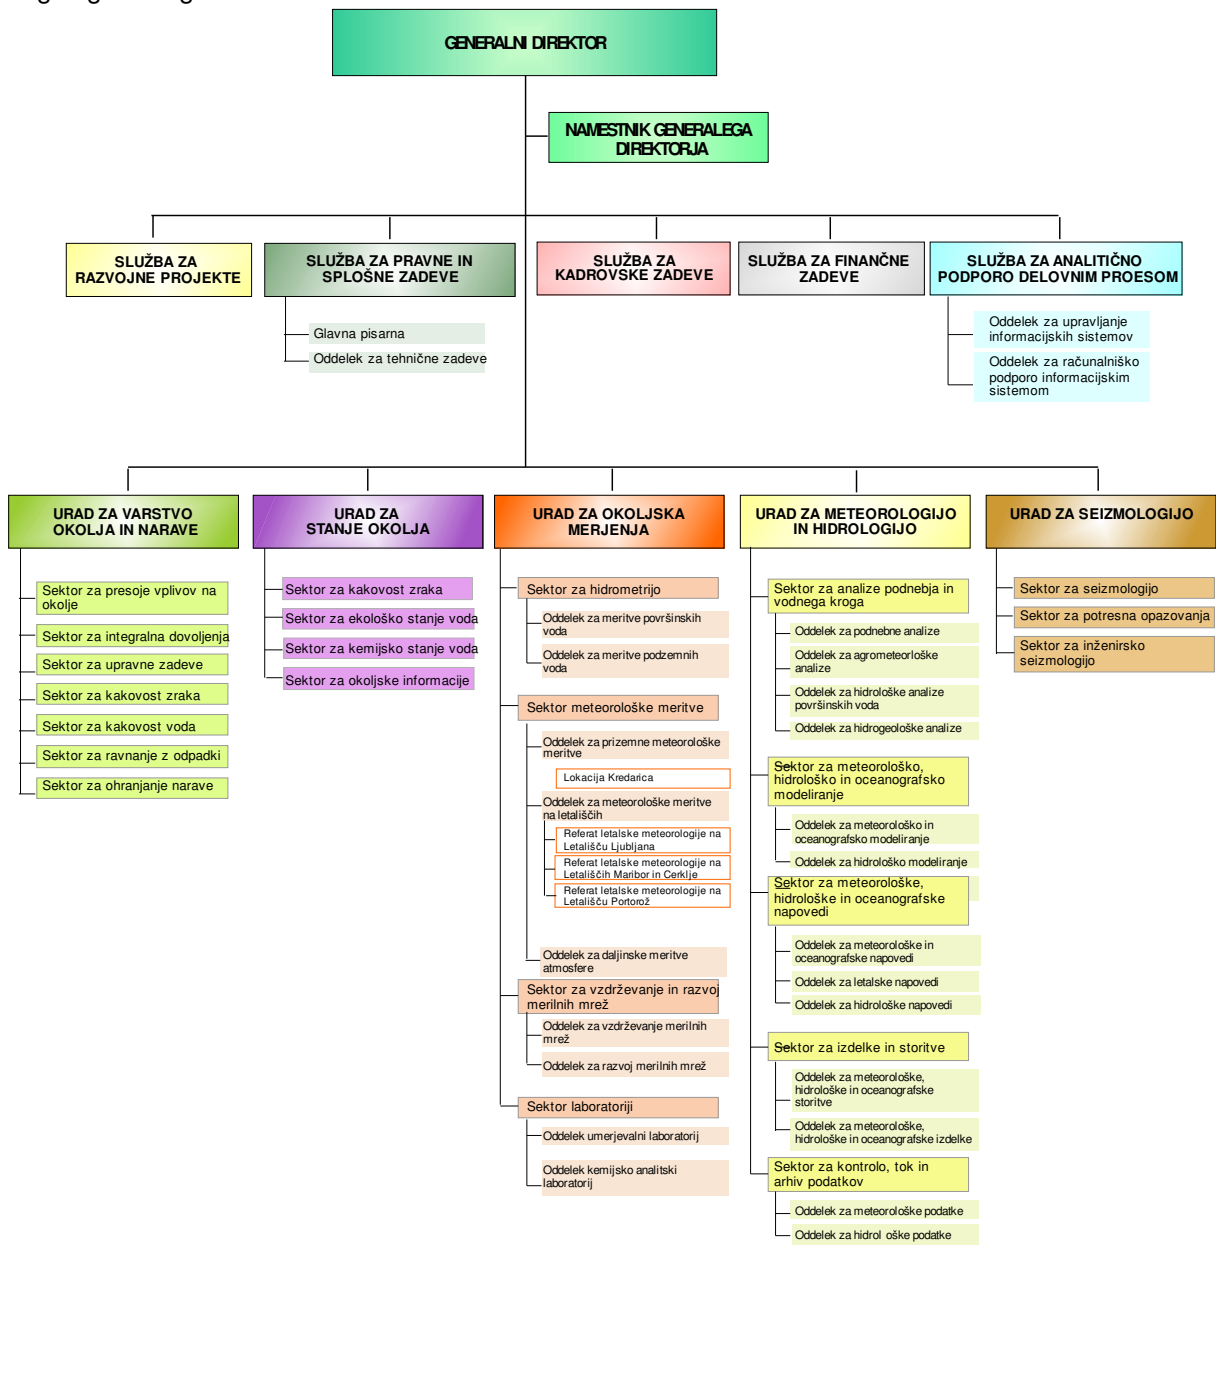 GENERALNI DIREKTOR
NAMESTNIK GENERALEGA
DIREKTORJA
SLUŽBA ZA
RAZVOJNE PROJEKTE
SLUŽBA ZA PRAVNE IN
SPLOŠNE ZADEVE
Glavna pisarna
Oddelek za tehnične zadeve
SLUŽBA ZA
KADROVSKE ZADEVE
SLUŽBA ZA FINANČNE
ZADEVE
SLUŽBA ZA ANALITIČNO
PODPORO DELOVNIM PROESOM
Oddelek za upravljanje
informacijskih sistemov
Oddelek za računalniško
podporo informacijskim
sistemom
URAD ZA VARSTVO
OKOLJA IN NARAVE
Sektor za presoje vplivov na
okolje
Sektor za integralna dovoljenja
Sektor za upravne zadeve
Sektor za kakovost zraka
Sektor za kakovost voda
Sektor za ravnanje z odpadki
Sektor za ohranjanje narave
URAD ZA
STANJE OKOLJA
Sektor za kakovost zraka
Sektor za ekološko stanje voda
Sektor za kemijsko stanje voda
Sektor za okoljske informacije
URAD ZA OKOLJSKA
MERJENJA
Sektor za hidrometrijo
Oddelek za meritve površinskih
voda
Oddelek za meritve podzemnih
voda
Sektor meteorološke meritve
Oddelek za prizemne meteorološke
meritve
Lokacija Kredarica
Oddelek za meteorološke meritve
na letališčih
Referat letalske meteorologije na
Letališču Ljubljana
Referat letalske meteorologije na
Letališčih Maribor in Cerklje
Referat letalske meteorologije na
Letališču Portorož
Oddelek za daljinske meritve
atmosfere
Sektor za vzdrževanje in razvoj
merilnih mrež
Oddelek za vzdrževanje merilnih
mrež
Oddelek za razvoj merilnih mrež
Sektor laboratoriji
Oddelek umerjevalni laboratorij
Oddelek kemijsko analitski
laboratorij
URAD ZA METEOROLOGIJO
IN HIDROLOGIJO
Sektor za analize podnebja in
vodnega kroga
Oddelek za podnebne analize
Oddelek za agrometeorloške
analize
Oddelek za hidrološke analize
površinskih voda
Oddelek za hidrogeološke analize
Sektor za meteorološko,
hidrološko in oceanografsko
modeliranje
Oddelek za meteorološko in
oceanografsko modeliranje
Oddelek za hidrološko modeliranje
Sektor za meteorološke,
hidrološke in oceanografske
napovedi
Oddelek za meteorološke in
oceanografske napovedi
Oddelek za letalske napovedi
Oddelek za hidrološke napovedi
Sektor za izdelke in storitve
Oddelek za meteorološke,
hidrološke in oceanografske
storitve
Oddelek za meteorološke,
hidrološke in oceanografske izdelke
Sektor za kontrolo, tok in
arhiv podatkov
Oddelek za meteorološke podatke
Oddelek za hidrol oške podatke
URAD ZA SEIZMOLOGIJO
Sektor za seizmologijo
Sektor za potresna opazovanja
Sektor za inženirsko
seizmologijo